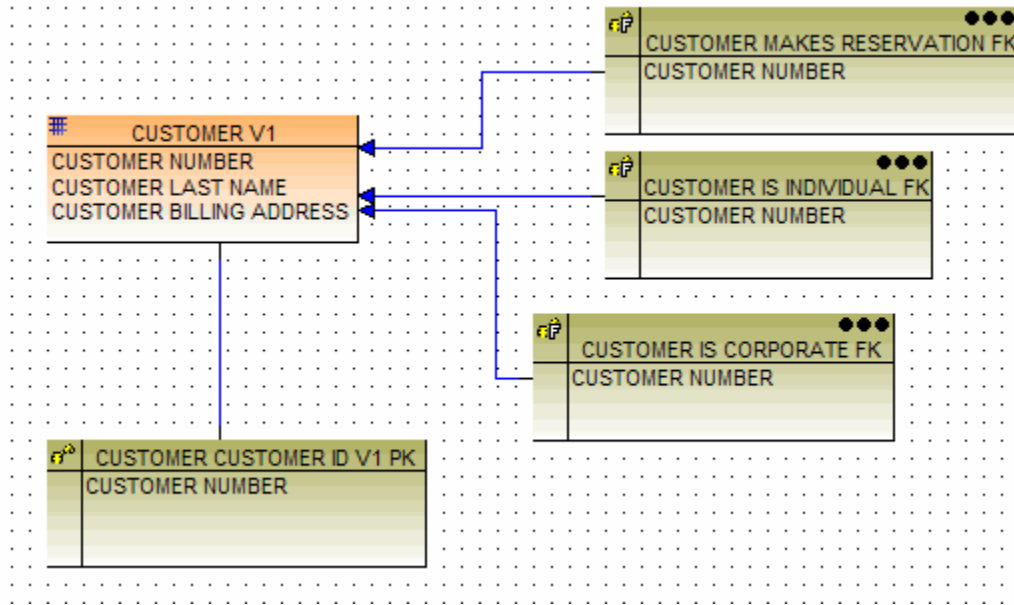 CUSTOMER MAKES RESERVATION FK
CUSTOMER NUMBER
CUSTOMER V1
CUSTOMER NUMBER
CUSTOMER LAST NAME
CUSTOMER BILLING ADDRESS
CUSTOMER IS INDIVIDUAL FK
CUSTOMER NUMBER
CUSTOMER IS CORPORATE FK
CUSTOMER NUMBER
CUSTOMER CUSTOMER ID V1 PK
CUSTOMER NUMBER